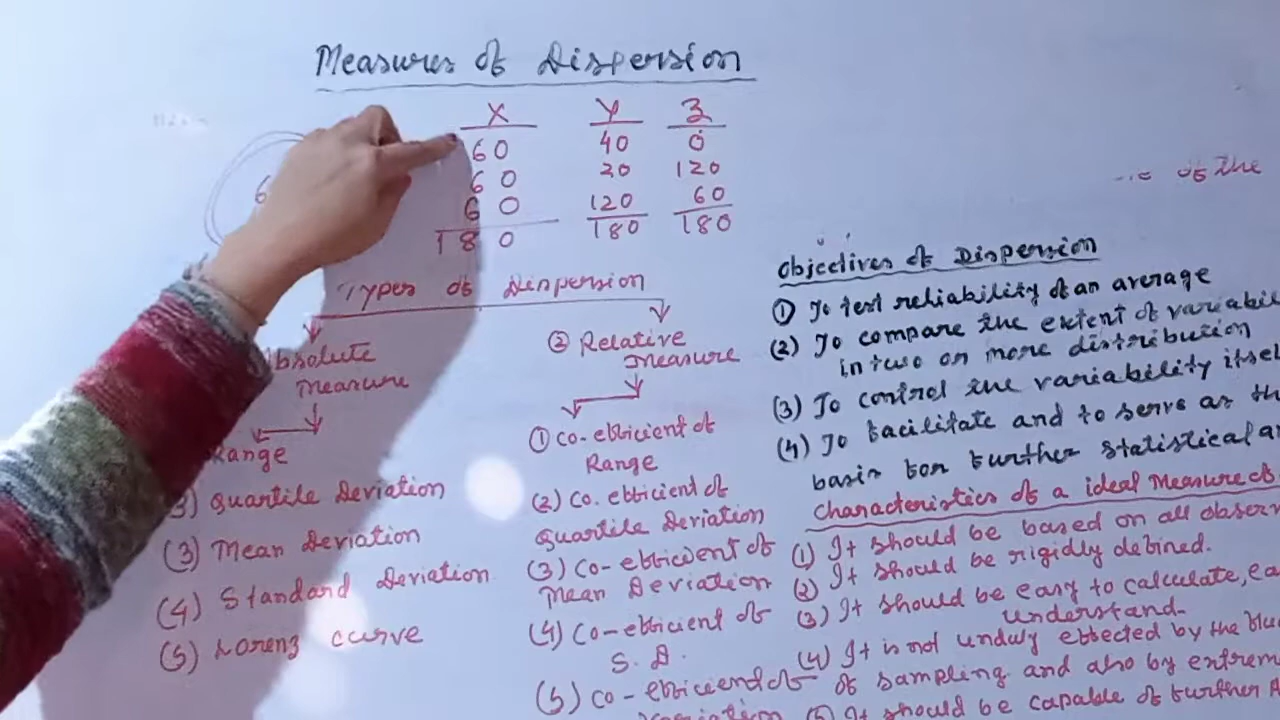 Measures of Dispersion
X Y Z
60 40 0
60 20 120
60 120 60
180 180 180
Types of Dispersion
Absolute
Measure
Range
Quartile Deviation
(3) Mean Deviation
(4) Standard Deviation
(5) Lorenz curve
② Relative
Measure
① Co-efficient of
Range
(2) Co. efficient of
Quartile Deviation
(3) Co-efficient of
Mean Deviation
(4) Co-efficient of
S.D.
(5) Co-efficient of
of the
Objectives of Dispersion
① To test reliability of an average
(2) To compare the extent of
in two or more distribution
(3) To control the variability
(4) To facilitate and to serve as
basis for further statistical
Characteristics of a ideal Measure of
(1) It should be based on all
(2) It should be rigidly defined.
(3) It should be easy to calculate,
understand-
(4) It is not unduly effected by the
of sampling and also by
(5) It should be capable of further